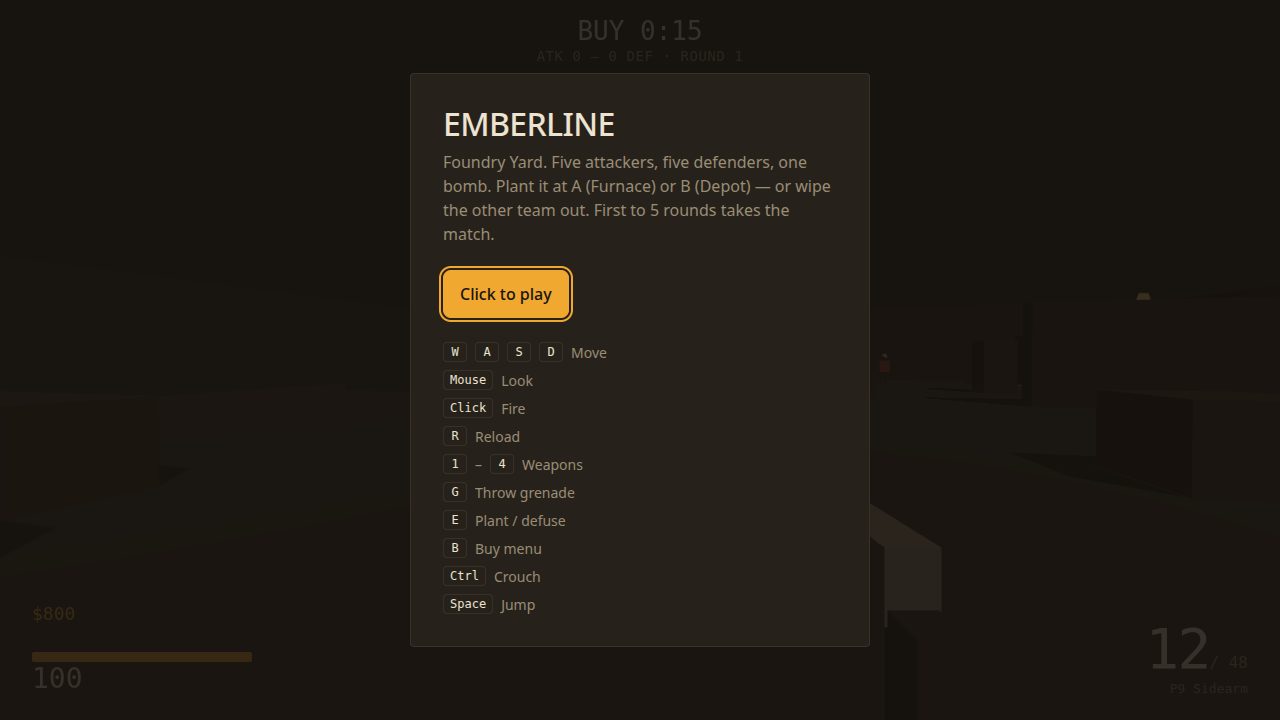 BUY 0:15
ATK 0 — 0 DEF · ROUND 1
EMBERLINE
Foundry Yard. Five attackers, five defenders, one
bomb. Plant it at A (Furnace) or B (Depot) — or wipe
the other team out. First to 5 rounds takes the
match.
Click to play
W A S D Move
Mouse Look
Click Fire
R Reload
1 – 4 Weapons
G Throw grenade
E Plant / defuse
B Buy menu
Ctrl Crouch
Space Jump
$800
100
12 / 48
P9 Sidearm